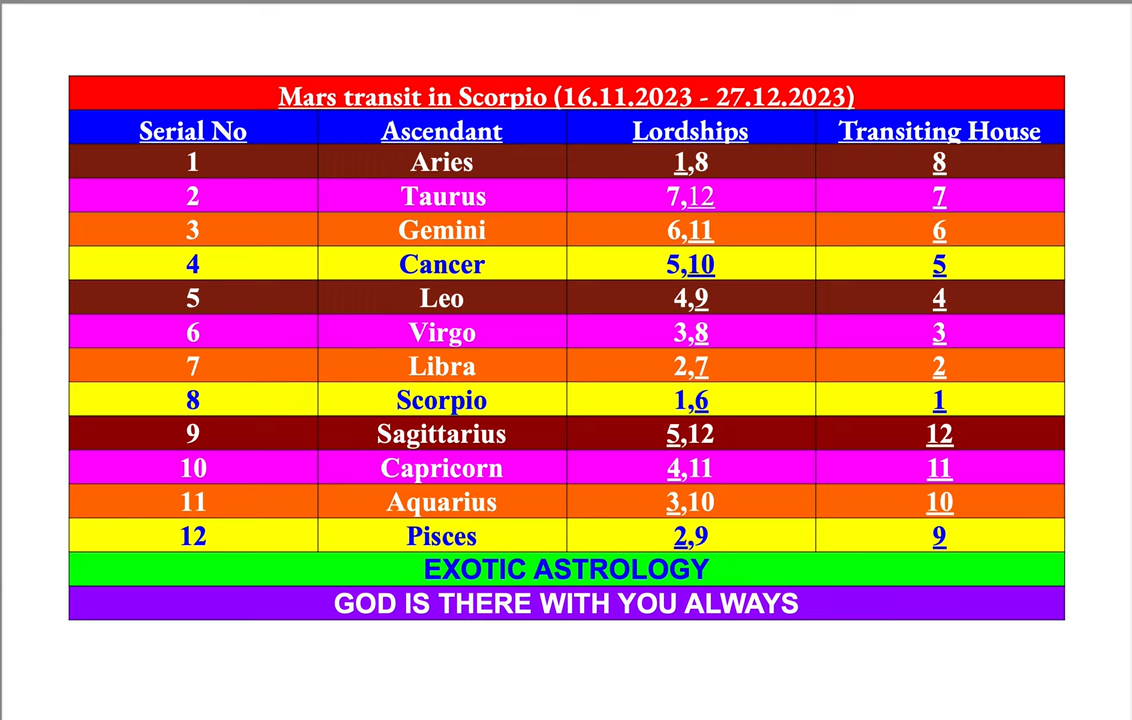 Mars transit in Scorpio (16.11.2023 - 27.12.2023)
Serial No Ascendant Lordships Transiting House
1 Aries 1,8 8
2 Taurus 7,12 7
3 Gemini 6,11 6
4 Cancer 5,10 5
5 Leo 4,9 4
6 Virgo 3,8 3
7 Libra 2,7 2
8 Scorpio 1,6 1
9 Sagittarius 5,12 12
10 Capricorn 4,11 11
11 Aquarius 3,10 10
12 Pisces 2,9 9
EXOTIC ASTROLOGY
GOD IS THERE WITH YOU ALWAYS